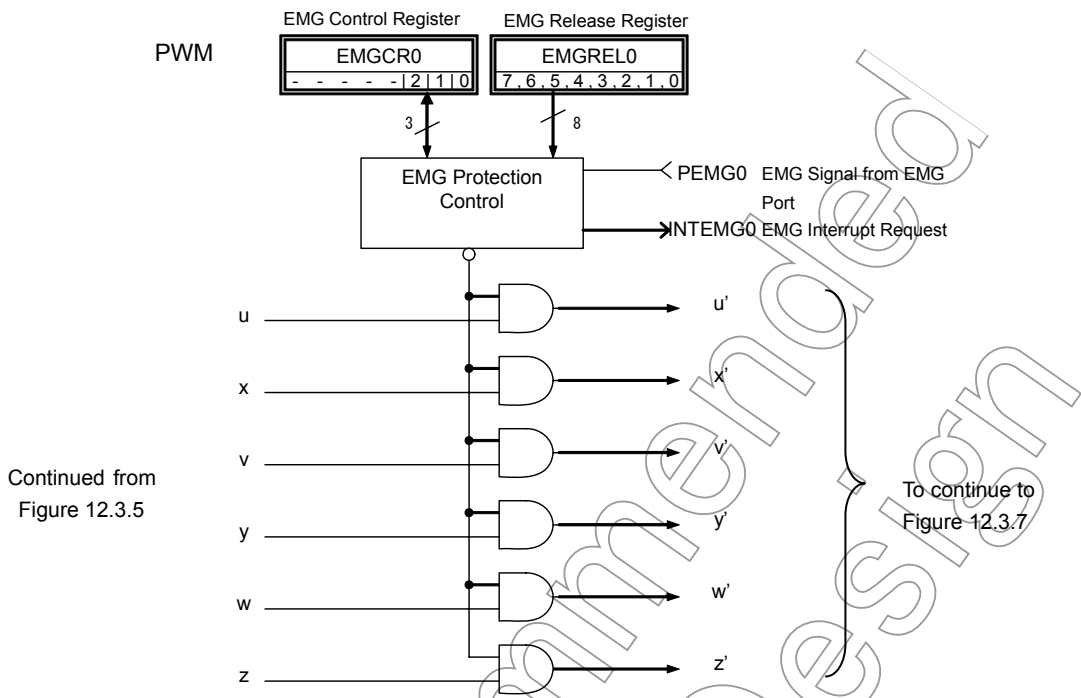 EMG Control Register
EMG Release Register
PWM
EMGCR0
EMGREL0
- - - - - |2|1|0
7,6,5,4,3,2,1,0
3
8
EMG Protection
Control
PEMG0 EMG Signal from EMG
Port
INTEMG0 EMG Interrupt Request
u
u’
x
x’
v
v’
Continued from
Figure 12.3.5
To continue to
Figure 12.3.7
y
y’
w
w’
z
z’
mmended
Design